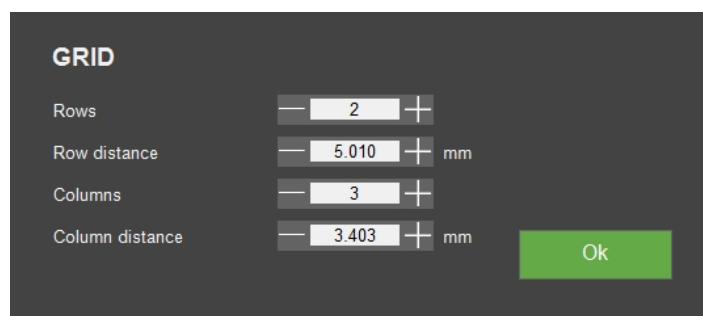 GRID
Rows 2
Row distance 5.010 mm
Columns 3
Column distance 3.403 mm
Ok